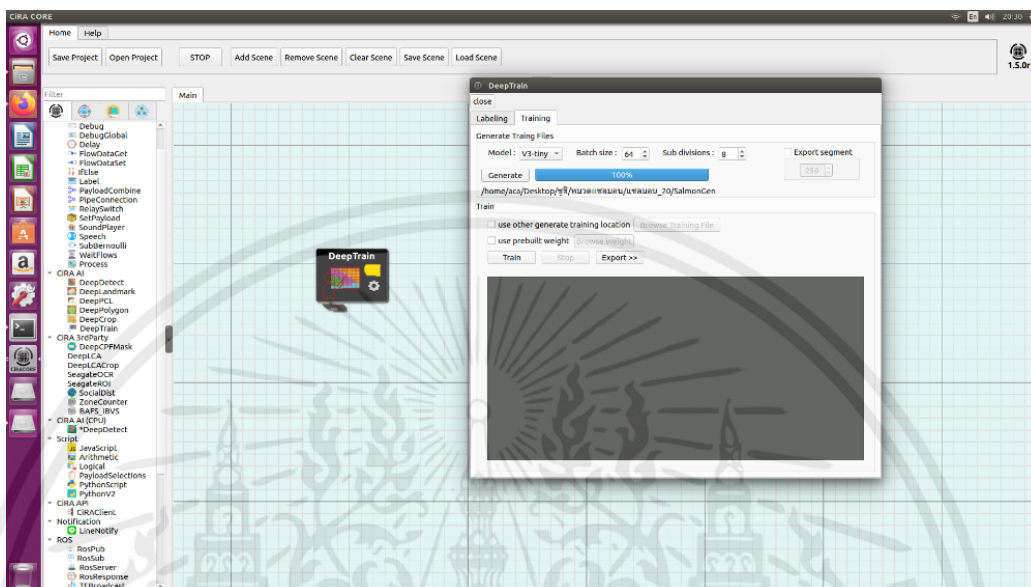 CiRA CORE
En 20:30
Home Help
Save Project Open Project STOP Add Scene Remove Scene Clear Scene Save Scene Load Scene
Filter
Main
Debug
DebugGlobal
Delay
FlowDataGet
FlowDataSet
IfElse
Label
PayloadCombine
PipeConnection
RelaySwitch
SetPayload
SoundPlayer
Speech
SubBernoulli
WaitFlows
Process
CiRA AI
DeepDetect
DeepLandmark
DeepPCL
DeepPolygon
DeepCrop
DeepTrain
CiRA 3rdParty
DeepCPFMask
DeepLCA
DeepLCACrop
SeagateOCR
SeagateROI
SocialDist
ZoneCounter
BAFS_IBVS
CiRA AI (CPU)
*DeepDetect
Script
JavaScript
Arithmetic
Logical
PayloadSelections
PythonScript
PythonV2
CiRA API
CiRAClient
Notification
LineNotify
ROS
RosPub
RosSub
RosServer
RosResponse
TFBroadcast
CIRACORE
DeepTrain
DeepTrain
close
Labeling Training
Generate Traing Files
Model : V3-tiny Batch size : 64 Sub divisions : 8 Export segment
256
Generate 100%
Train
use other generate training location Browse Training File
use prebuilt weight Browse Weight
Train Stop Export >>